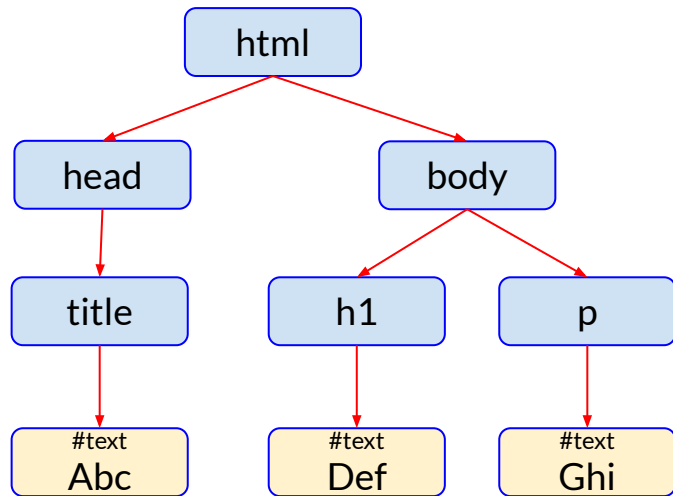 html
head
body
title
h1
p
#text
Abc
#text
Def
#text
Ghi